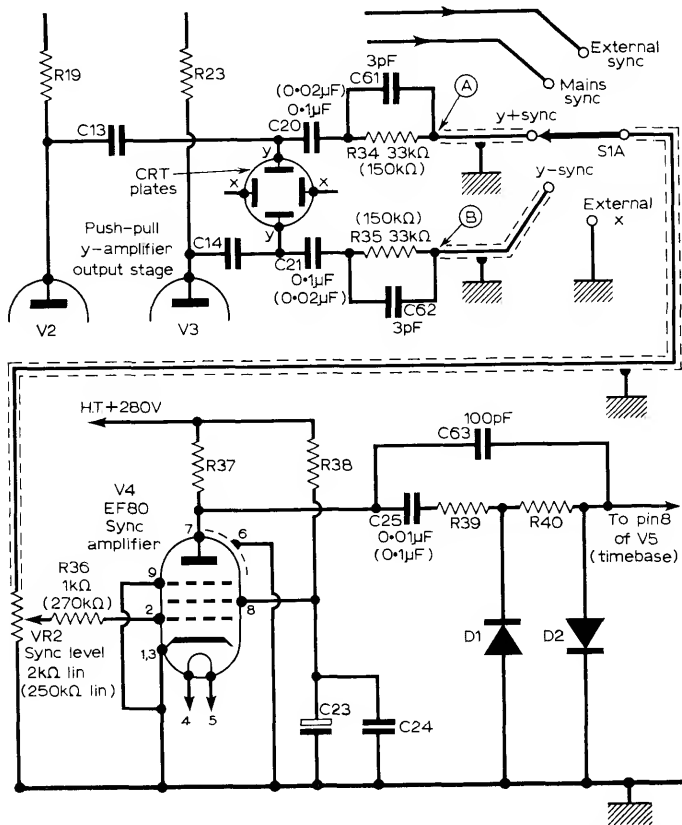 R19
R23
External
sync
Mains
sync
3pF
C61
(0·02μF)
0·1μF
C20
A
y+sync
S1A
C13
R34 33kΩ
(150kΩ)
y
CRT
plates
x
x
y
Push-pull
y-amplifier
output stage
C14
C21
0·1μF
(0·02μF)
(150kΩ)
R35 33kΩ
B
y-sync
External
x
C62
3pF
V2
V3
H.T+280V
R37
R38
100pF
C63
V4
EF80
Sync
amplifier
7
6
C25
0·01μF
(0·1μF)
R39
R40
To pin8
of V5
(timebase)
R36
1kΩ
(270kΩ)
9
2
8
1,3
VR2
Sync level
2kΩ lin
(250kΩ lin)
4
5
C23
C24
D1
D2